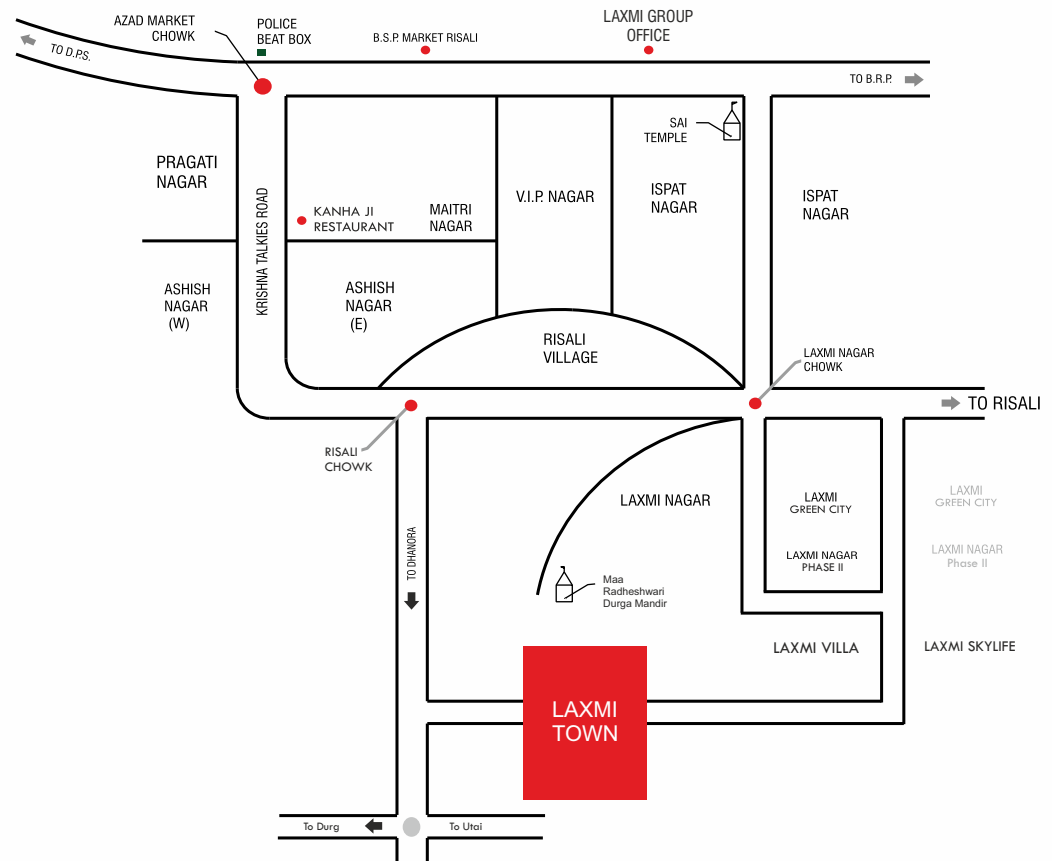 AZAD MARKET
CHOWK
POLICE
BEAT BOX
B.S.P. MARKET RISALI
LAXMI GROUP
OFFICE
TO D.P.S.
TO B.R.P.
SAI
TEMPLE
PRAGATI
NAGAR
KRISHNA TALKIES ROAD
KANHA JI
RESTAURANT
MAITRI
NAGAR
V.I.P. NAGAR
ISPAT
NAGAR
ISPAT
NAGAR
ASHISH
NAGAR
(W)
ASHISH
NAGAR
(E)
RISALI
VILLAGE
LAXMI NAGAR
CHOWK
TO RISALI
RISALI
CHOWK
LAXMI NAGAR
LAXMI
GREEN CITY
LAXMI
GREEN CITY
TO DHANORA
LAXMI NAGAR
PHASE II
LAXMI NAGAR
Phase II
Maa
Radheshwari
Durga Mandir
LAXMI VILLA
LAXMI SKYLIFE
LAXMI
TOWN
To Durg
To Utai